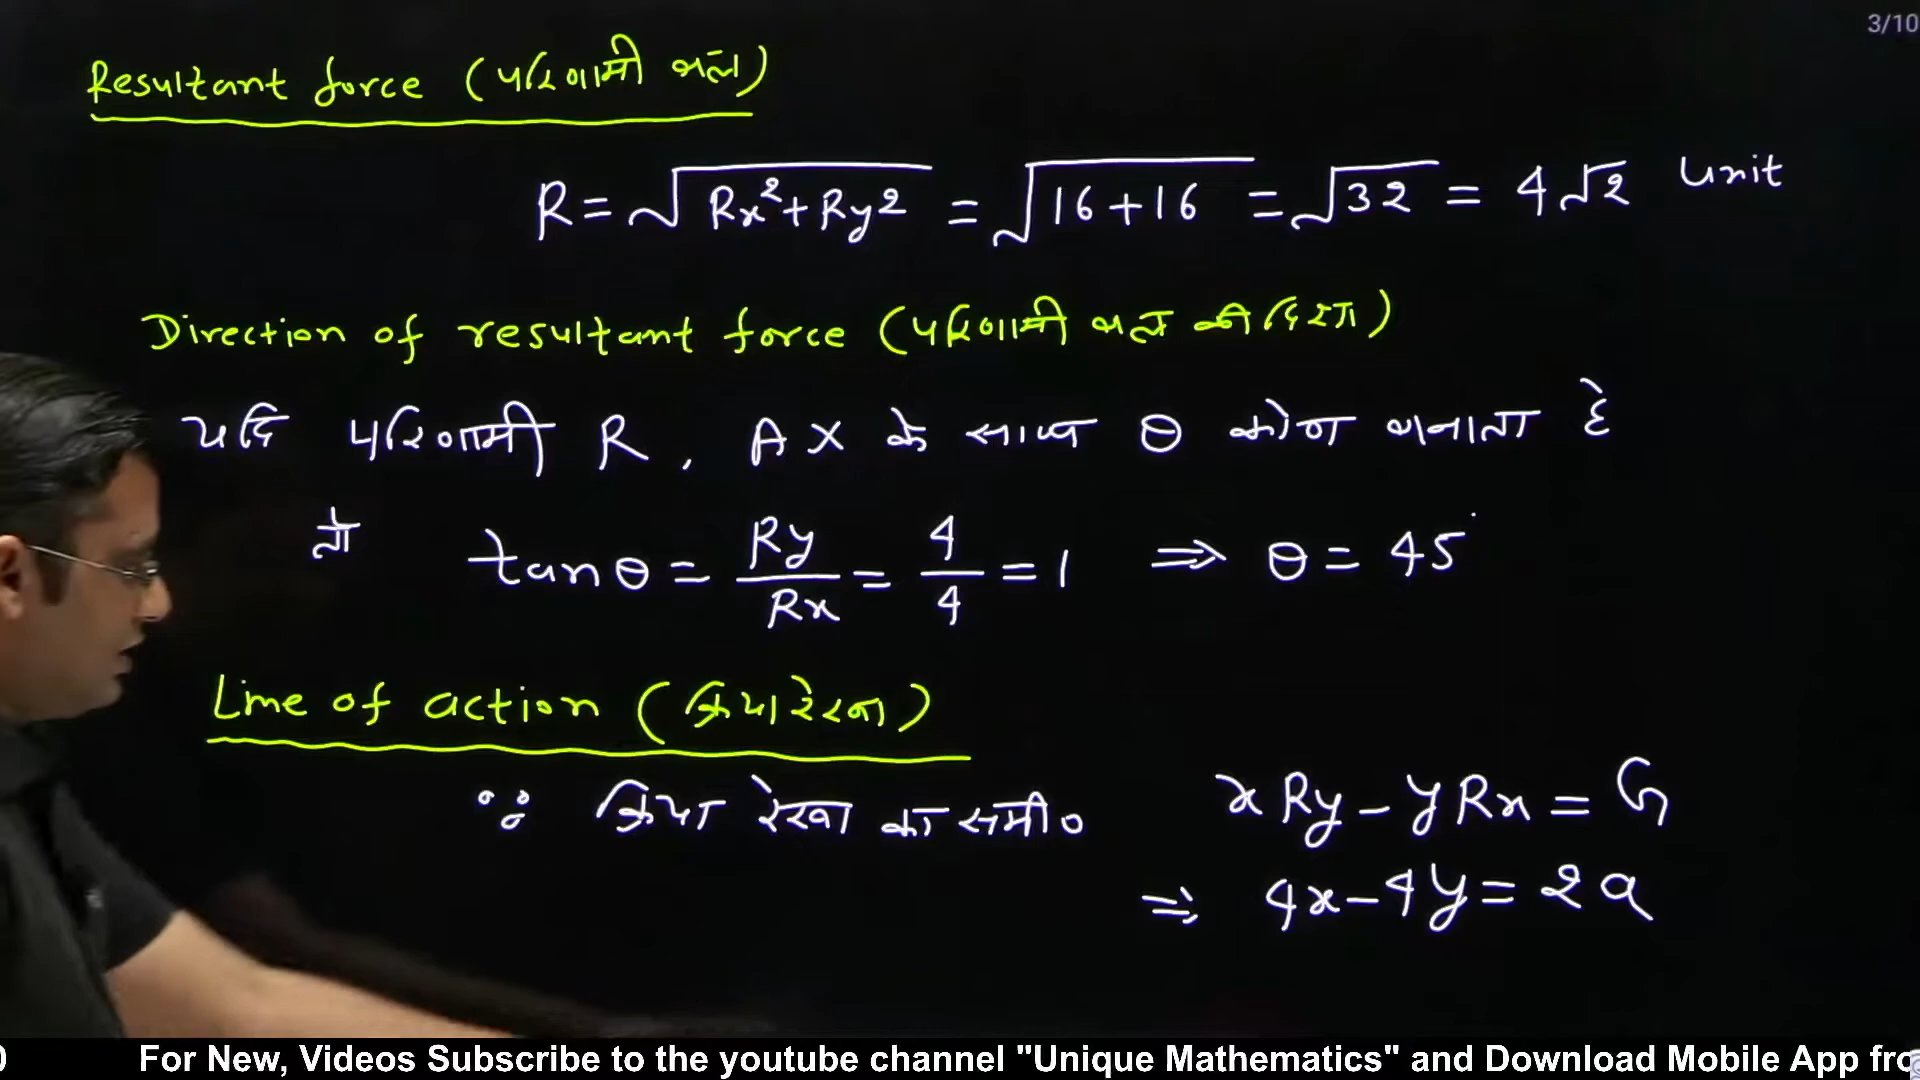 3/10
Resultant force (परिणामी बल)
R = √Rx²+Ry² = √16+16 = √32 = 4√2 Unit
Direction of resultant force (परिणामी बल की दिशा)
यदि परिणामी R, AX के साथ θ कोण बनाता है
तो tanθ = Ry/Rx = 4/4 = 1 ⇒ θ = 45
Line of action (क्रिया रेखा)
∵ क्रिया रेखा का समी० xRy - yRx = G
⇒ 4x - 4y = 2a
For New, Videos Subscribe to the youtube channel "Unique Mathematics" and Download Mobile App fro